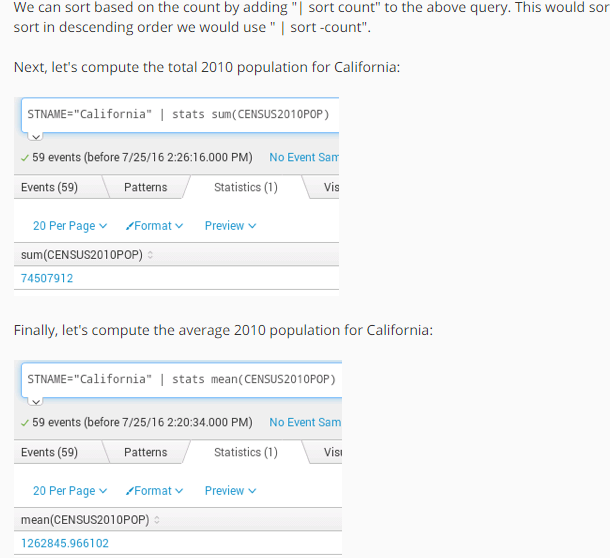 We can sort based on the count by adding "| sort count" to the above query. This would sor
sort in descending order we would use " | sort -count".
Next, let's compute the total 2010 population for California:
STNAME="California" | stats sum(CENSUS2010POP)
59 events (before 7/25/16 2:26:16.000 PM) No Event Sam
Events (59) Patterns Statistics (1) Vis
20 Per Page Format Preview
sum(CENSUS2010POP)
74507912
Finally, let's compute the average 2010 population for California:
STNAME="California" | stats mean(CENSUS2010POP)
59 events (before 7/25/16 2:20:34.000 PM) No Event Sam
Events (59) Patterns Statistics (1) Visu
20 Per Page Format Preview
mean(CENSUS2010POP)
1262845.966102